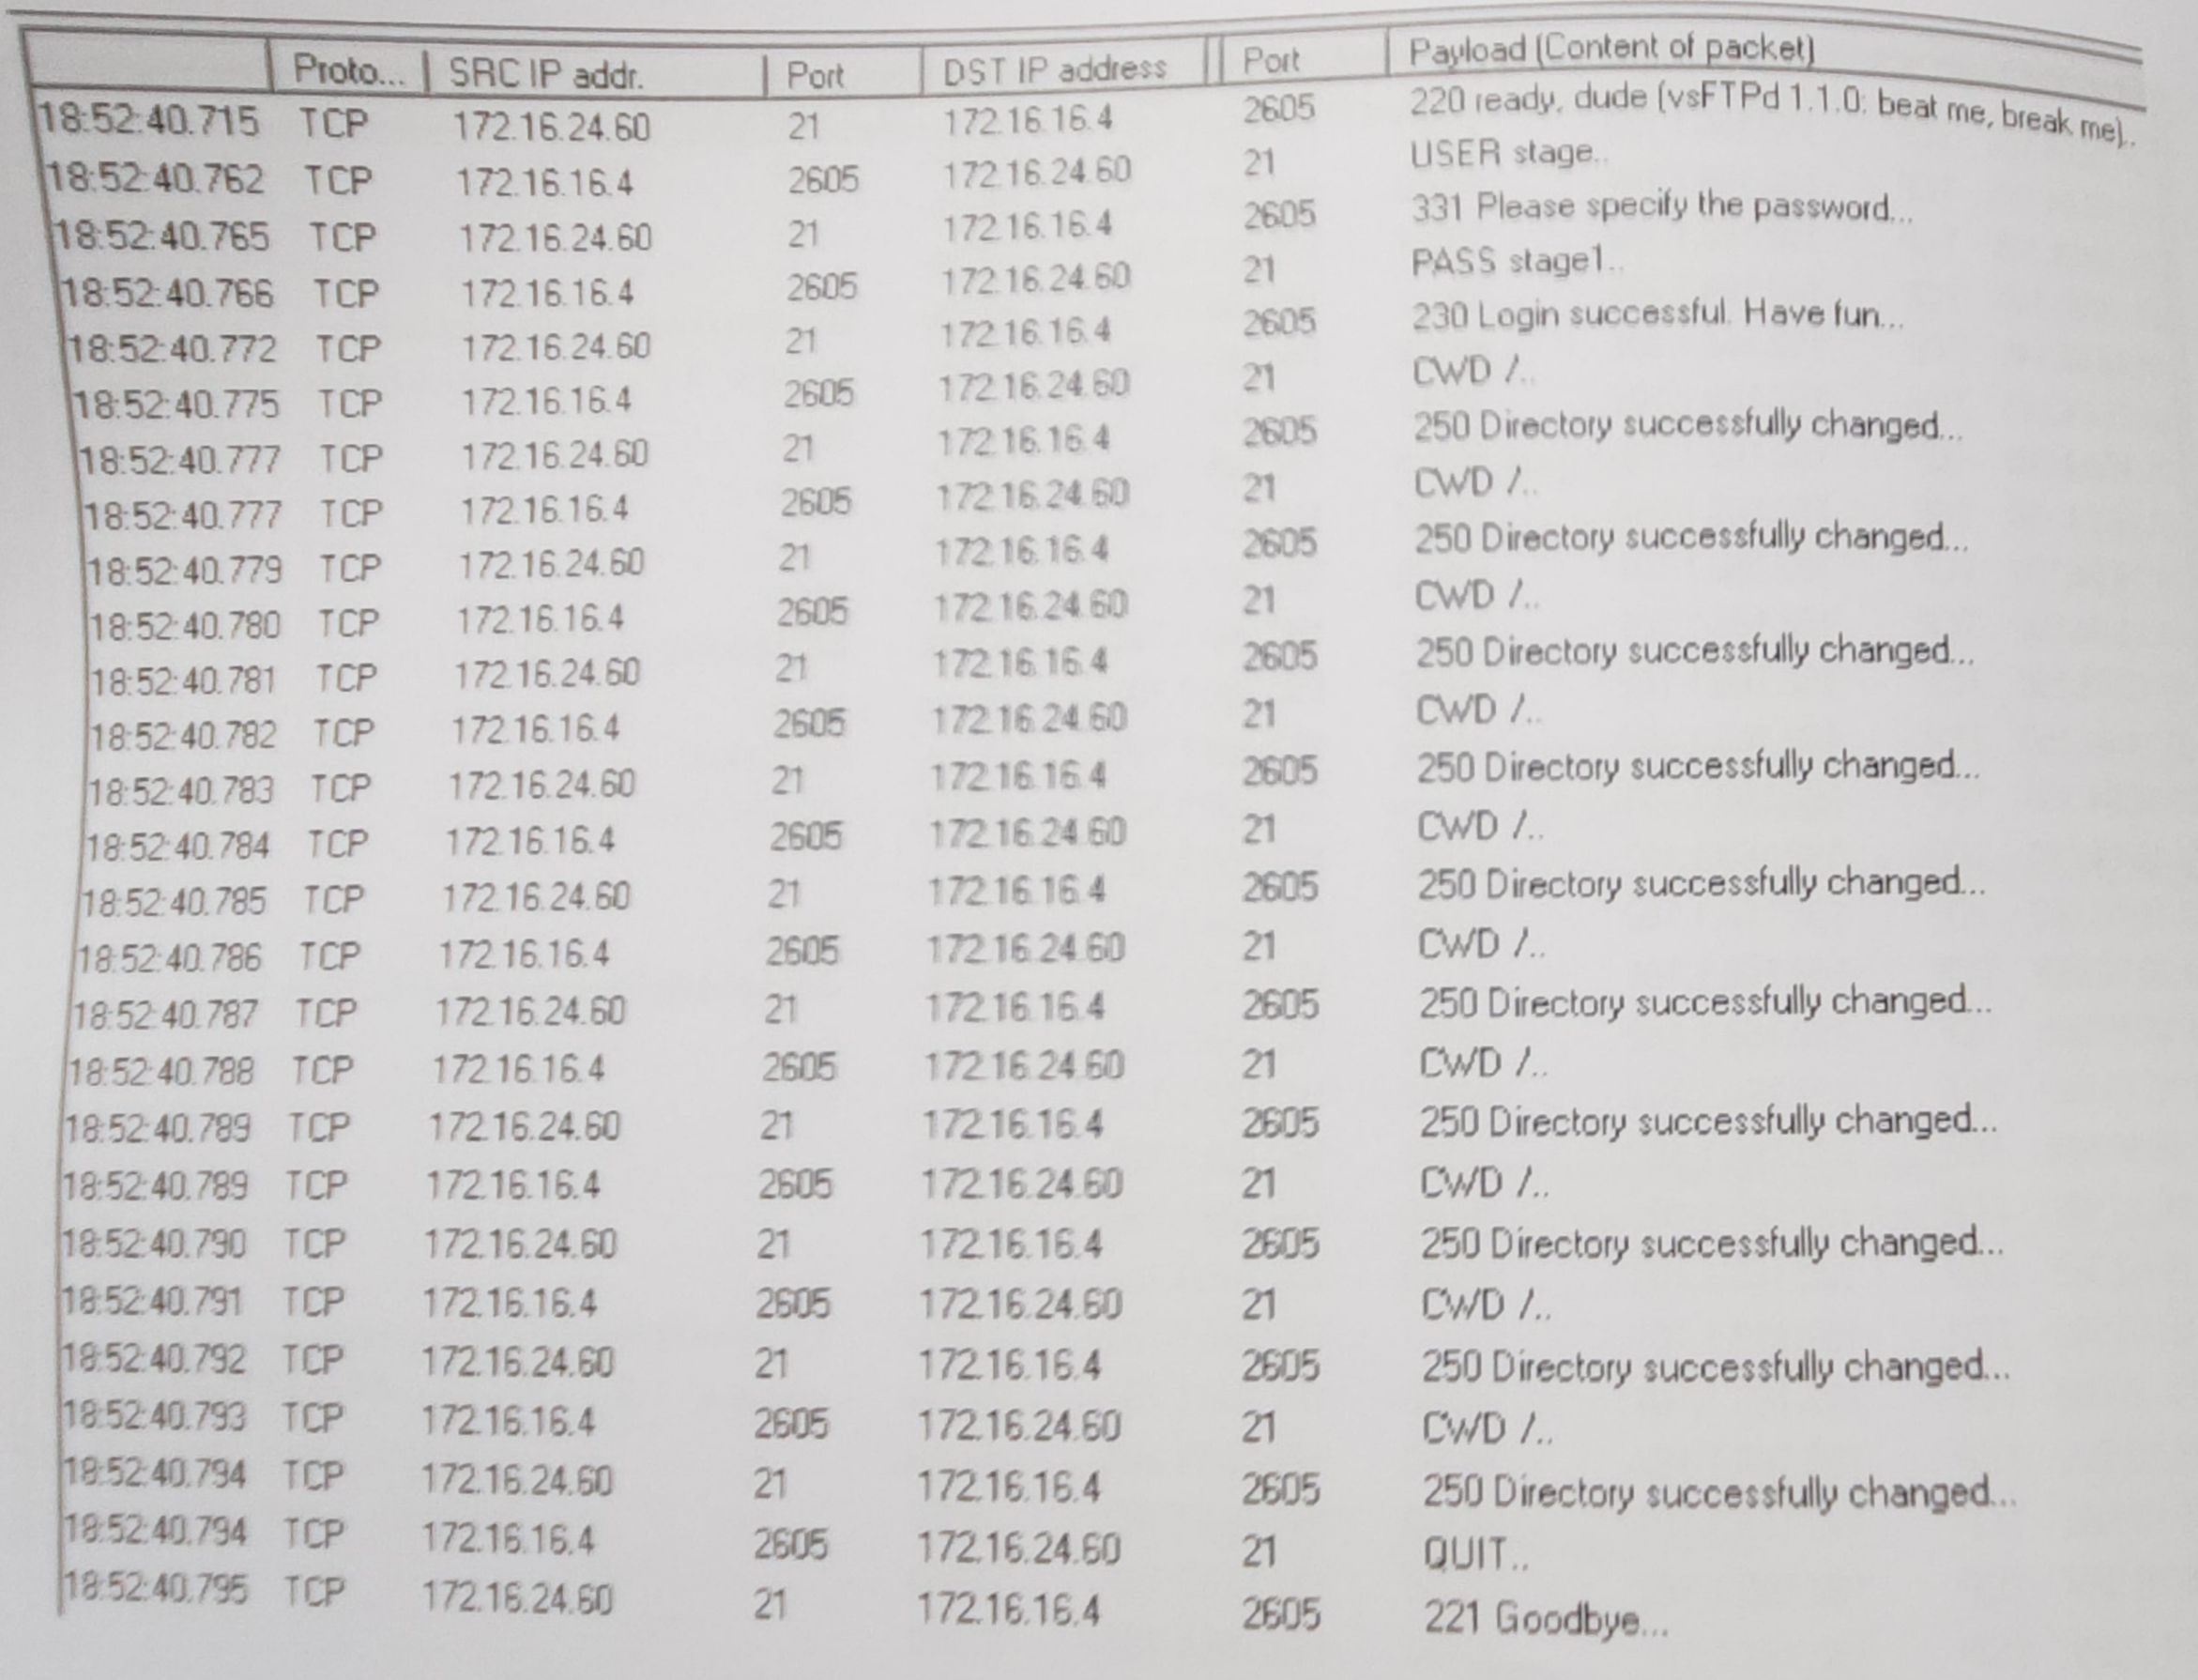 Proto... SRC IP addr. Port DST IP address Port Payload (Content of packet)
18:52:40.715 TCP 172.16.24.60 21 172.16.16.4 2605 220 ready, dude (vsFTPd 1.1.0: beat me, break me)..
18:52:40.762 TCP 172.16.16.4 2605 172.16.24.60 21 USER stage..
18:52:40.765 TCP 172.16.24.60 21 172.16.16.4 2605 331 Please specify the password...
18:52:40.766 TCP 172.16.16.4 2605 172.16.24.60 21 PASS stage1..
18:52:40.772 TCP 172.16.24.60 21 172.16.16.4 2605 230 Login successful. Have fun...
18:52:40.775 TCP 172.16.16.4 2605 172.16.24.60 21 CWD /..
18:52:40.777 TCP 172.16.24.60 21 172.16.16.4 2605 250 Directory successfully changed...
18:52:40.777 TCP 172.16.16.4 2605 172.16.24.60 21 CWD /..
18:52:40.779 TCP 172.16.24.60 21 172.16.16.4 2605 250 Directory successfully changed...
18:52:40.780 TCP 172.16.16.4 2605 172.16.24.60 21 CWD /..
18:52:40.781 TCP 172.16.24.60 21 172.16.16.4 2605 250 Directory successfully changed...
18:52:40.782 TCP 172.16.16.4 2605 172.16.24.60 21 CWD /..
18:52:40.783 TCP 172.16.24.60 21 172.16.16.4 2605 250 Directory successfully changed...
18:52:40.784 TCP 172.16.16.4 2605 172.16.24.60 21 CWD /..
18:52:40.785 TCP 172.16.24.60 21 172.16.16.4 2605 250 Directory successfully changed...
18:52:40.786 TCP 172.16.16.4 2605 172.16.24.60 21 CWD /..
18:52:40.787 TCP 172.16.24.60 21 172.16.16.4 2605 250 Directory successfully changed...
18:52:40.788 TCP 172.16.16.4 2605 172.16.24.60 21 CWD /..
18:52:40.789 TCP 172.16.24.60 21 172.16.16.4 2605 250 Directory successfully changed...
18:52:40.789 TCP 172.16.16.4 2605 172.16.24.60 21 CWD /..
18:52:40.790 TCP 172.16.24.60 21 172.16.16.4 2605 250 Directory successfully changed...
18:52:40.791 TCP 172.16.16.4 2605 172.16.24.60 21 CWD /..
18:52:40.792 TCP 172.16.24.60 21 172.16.16.4 2605 250 Directory successfully changed...
18:52:40.793 TCP 172.16.16.4 2605 172.16.24.60 21 CWD /..
18:52:40.794 TCP 172.16.24.60 21 172.16.16.4 2605 250 Directory successfully changed...
18:52:40.794 TCP 172.16.16.4 2605 172.16.24.60 21 QUIT..
18:52:40.795 TCP 172.16.24.60 21 172.16.16.4 2605 221 Goodbye...